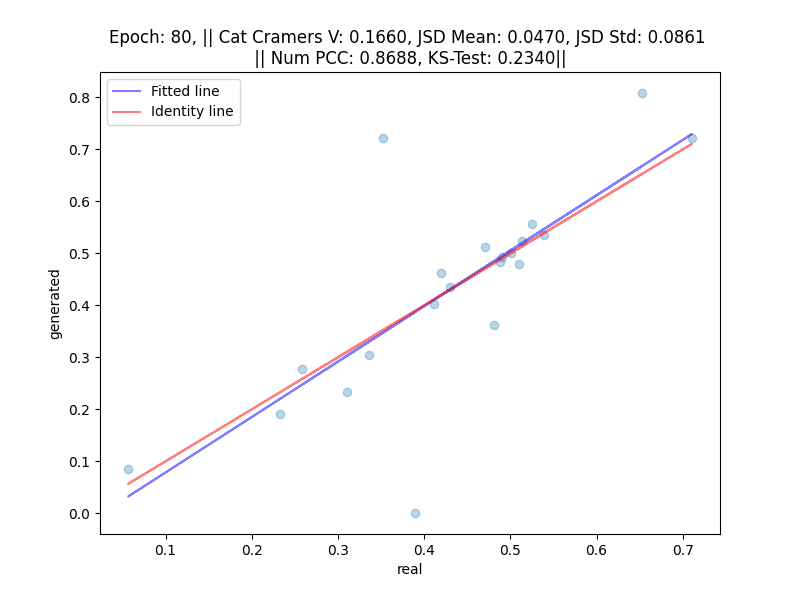 Epoch: 80, || Cat Cramers V: 0.1660, JSD Mean: 0.0470, JSD Std: 0.0861
|| Num PCC: 0.8688, KS-Test: 0.2340||
Fitted line
Identity line
0.8
0.7
0.6
0.5
0.4
0.3
0.2
0.1
0.0
generated
0.1 0.2 0.3 0.4 0.5 0.6 0.7
real